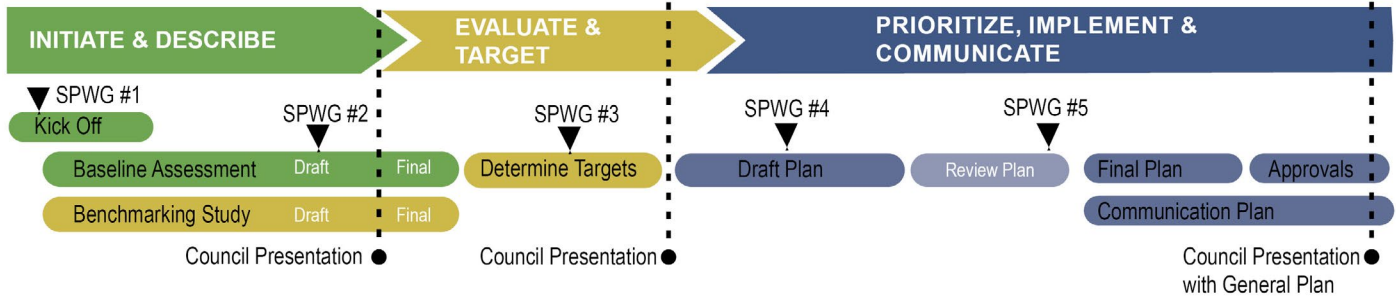 INITIATE & DESCRIBE
EVALUATE &
TARGET
PRIORITIZE, IMPLEMENT &
COMMUNICATE
SPWG #1
Kick Off
SPWG #2
SPWG #3
SPWG #4
SPWG #5
Baseline Assessment Draft Final
Determine Targets
Draft Plan
Review Plan
Final Plan
Approvals
Benchmarking Study Draft Final
Communication Plan
Council Presentation
Council Presentation
Council Presentation
with General Plan